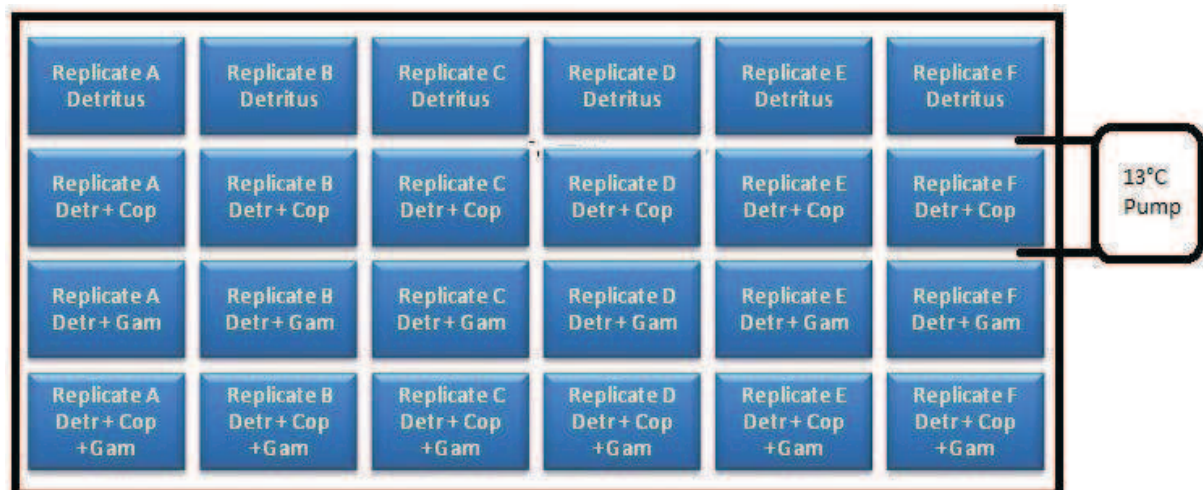 Replicate A
Detritus
Replicate B
Detritus
Replicate C
Detritus
Replicate D
Detritus
Replicate E
Detritus
Replicate F
Detritus
Replicate A
Detr + Cop
Replicate B
Detr + Cop
Replicate C
Detr + Cop
Replicate D
Detr + Cop
Replicate E
Detr + Cop
Replicate F
Detr + Cop
13°C
Pump
Replicate A
Detr + Gam
Replicate B
Detr + Gam
Replicate C
Detr + Gam
Replicate D
Detr + Gam
Replicate E
Detr + Gam
Replicate F
Detr + Gam
Replicate A
Detr + Cop
+Gam
Replicate B
Detr + Cop
+Gam
Replicate C
Detr + Cop
+Gam
Replicate D
Detr + Cop
+Gam
Replicate E
Detr + Cop
+Gam
Replicate F
Detr + Cop
+Gam